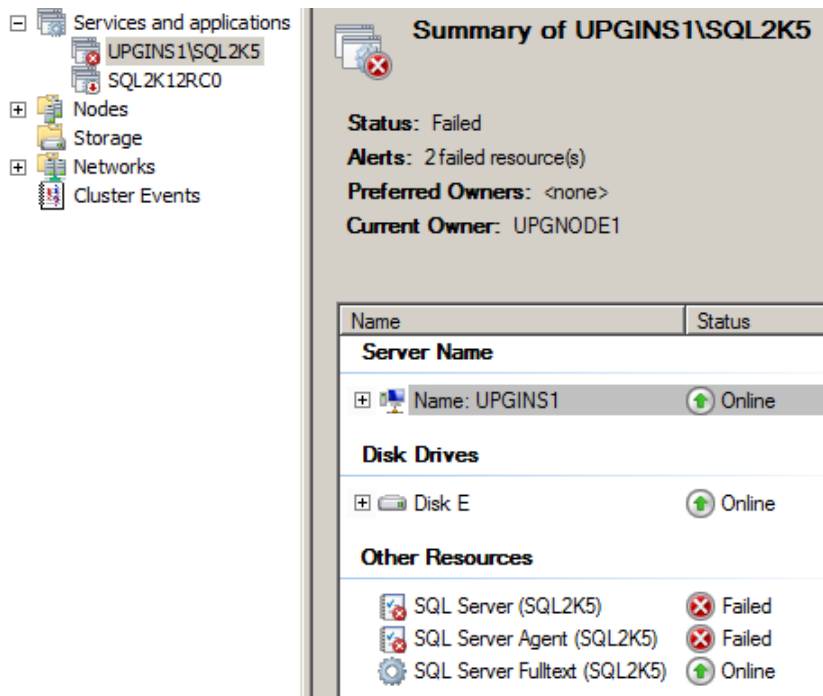 Services and applications
UPGINS1\SQL2K5
SQL2K12RC0
Nodes
Storage
Networks
Cluster Events
Summary of UPGINS1\SQL2K5
Status: Failed
Alerts: 2 failed resource(s)
Preferred Owners: <none>
Current Owner: UPGNODE1
Name Status
Server Name
Name: UPGINS1 Online
Disk Drives
Disk E Online
Other Resources
SQL Server (SQL2K5) Failed
SQL Server Agent (SQL2K5) Failed
SQL Server Fulltext (SQL2K5) Online